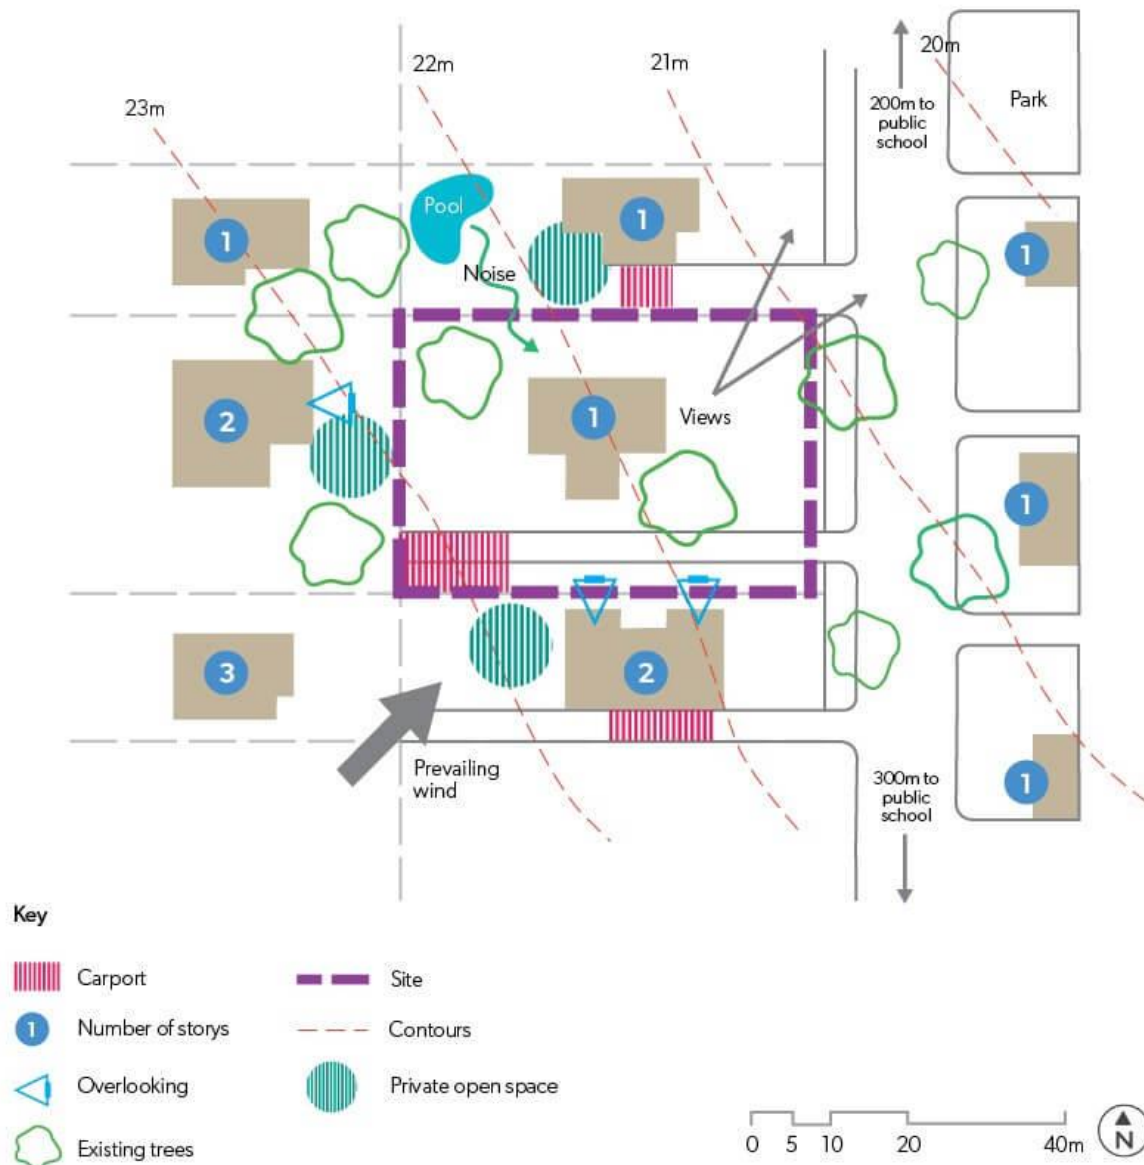 20m
22m
21m
23m
Park
200m to
public
school
Pool
1
1
1
Noise
2
1
Views
1
3
2
Prevailing
wind
300m to
public
school
1
Key
Carport
Site
1
Number of storys
Contours
Overlooking
Private open space
Existing trees
0 5 10 20 40m
N